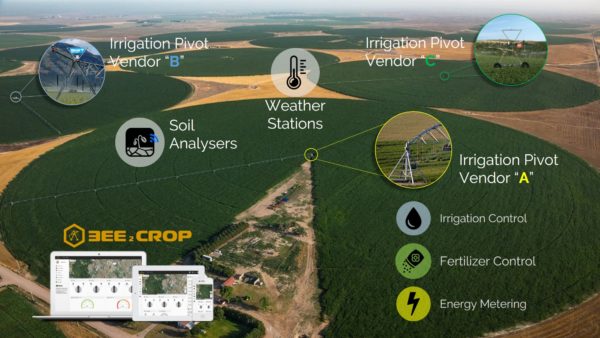 Irrigation Pivot
Vendor “B”
Irrigation Pivot
Vendor “C”
Weather
Stations
Soil
Analysers
Irrigation Pivot
Vendor “A”
Irrigation Control
BEE2CROP
Fertilizer Control
Energy Metering